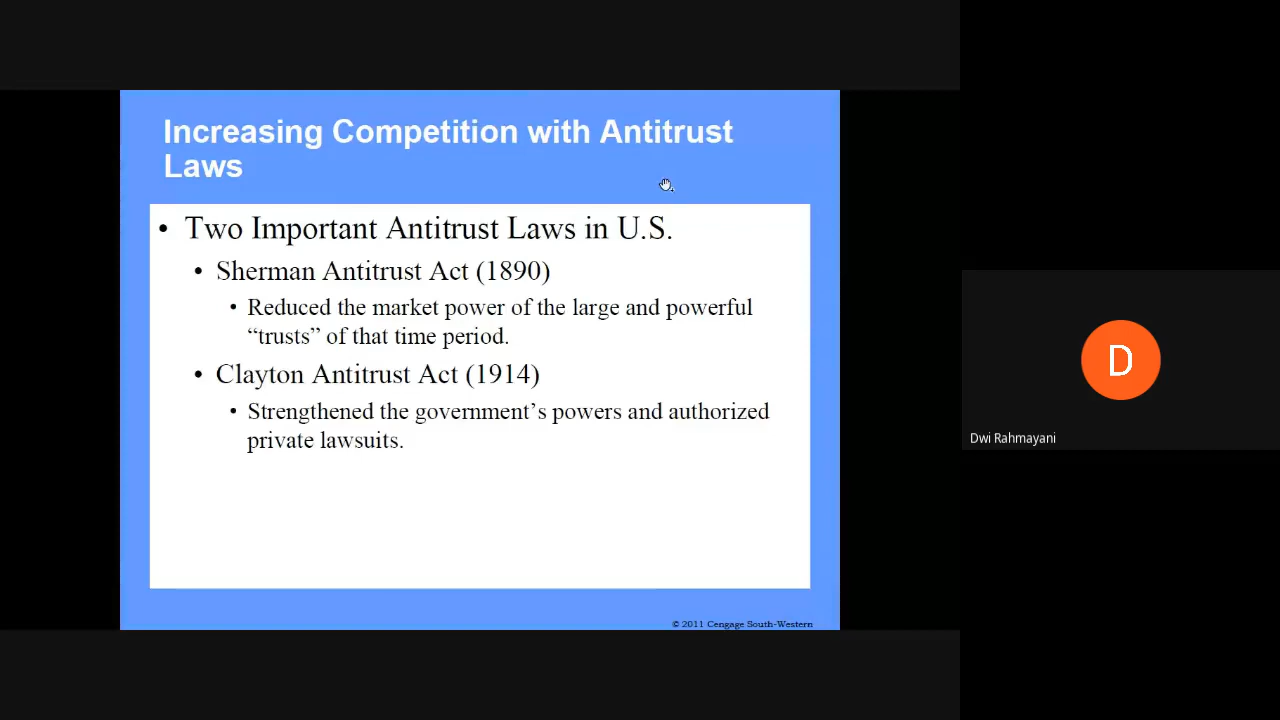 Increasing Competition with Antitrust
Laws
• Two Important Antitrust Laws in U.S.
• Sherman Antitrust Act (1890)
• Reduced the market power of the large and powerful
“trusts” of that time period.
• Clayton Antitrust Act (1914)
• Strengthened the government’s powers and authorized
private lawsuits.
© 2011 Cengage South-Western
D
Dwi Rahmayani